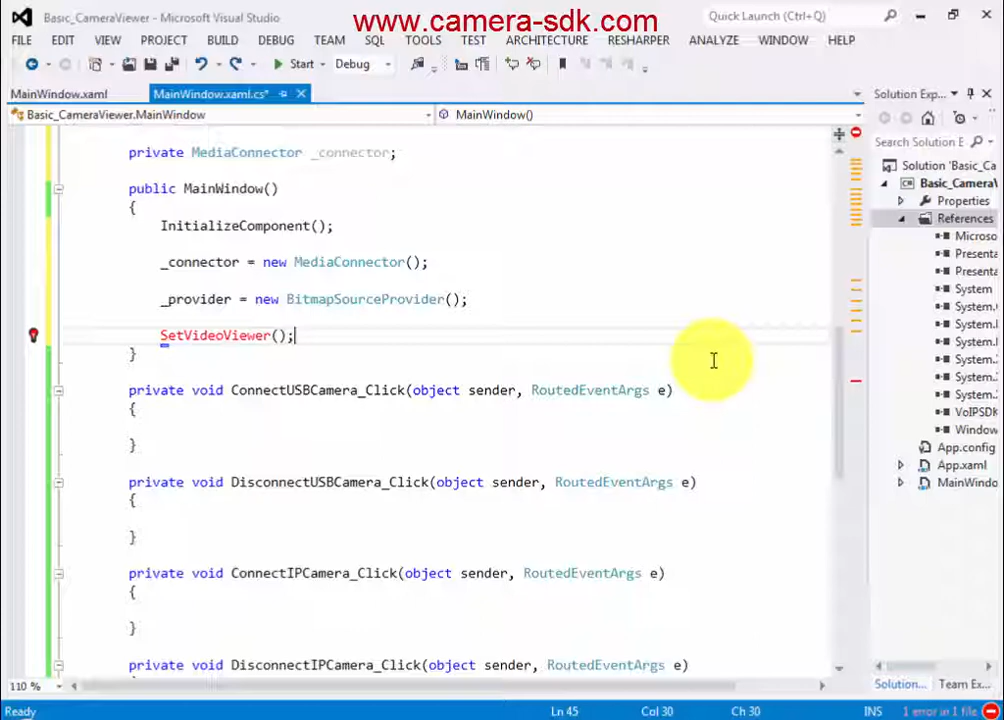 Basic_CameraViewer - Microsoft Visual Studio
www.camera-sdk.com
Quick Launch (Ctrl+Q)
FILE EDIT VIEW PROJECT BUILD DEBUG TEAM SQL TOOLS TEST ARCHITECTURE RESHARPER ANALYZE WINDOW HELP
Start Debug
MainWindow.xaml MainWindow.xaml.cs*
Solution Exp...
Basic_CameraViewer.MainWindow MainWindow()
Search Solution E
private MediaConnector _connector;
public MainWindow()
{
InitializeComponent();
_connector = new MediaConnector();
_provider = new BitmapSourceProvider();
SetVideoViewer();
}
private void ConnectUSBCamera_Click(object sender, RoutedEventArgs e)
{
}
private void DisconnectUSBCamera_Click(object sender, RoutedEventArgs e)
{
}
private void ConnectIPCamera_Click(object sender, RoutedEventArgs e)
{
}
private void DisconnectIPCamera_Click(object sender, RoutedEventArgs e)
Solution 'Basic_Ca
C# Basic_CameraV
Properties
References
Microso
Presenta
Presenta
System
System.C
System.D
System.I
System.N
System.X
System.X
System.X
VoIPSDK
Window
App.config
App.xaml
MainWindo
110 %
Solution... Team Ex...
Ready Ln 45 Col 30 Ch 30 INS 1 error in 1 file